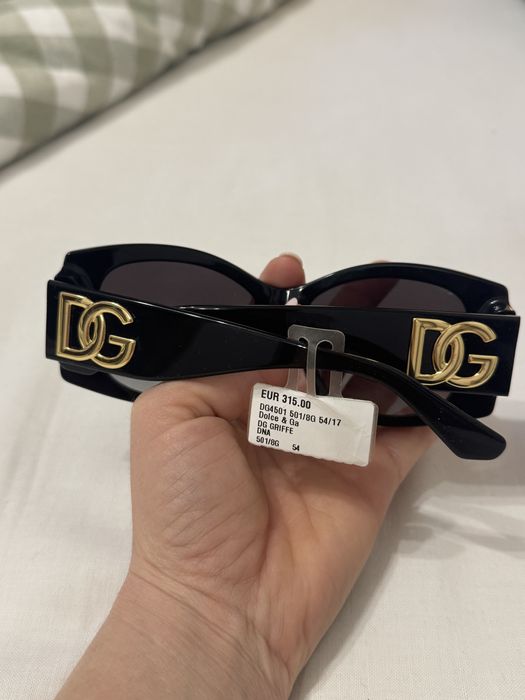 DG
DG
EUR 315.00
DG4501 501/8G 54/17
Dolce & Ga
DG GRIFFE
DNA
501/8G 54